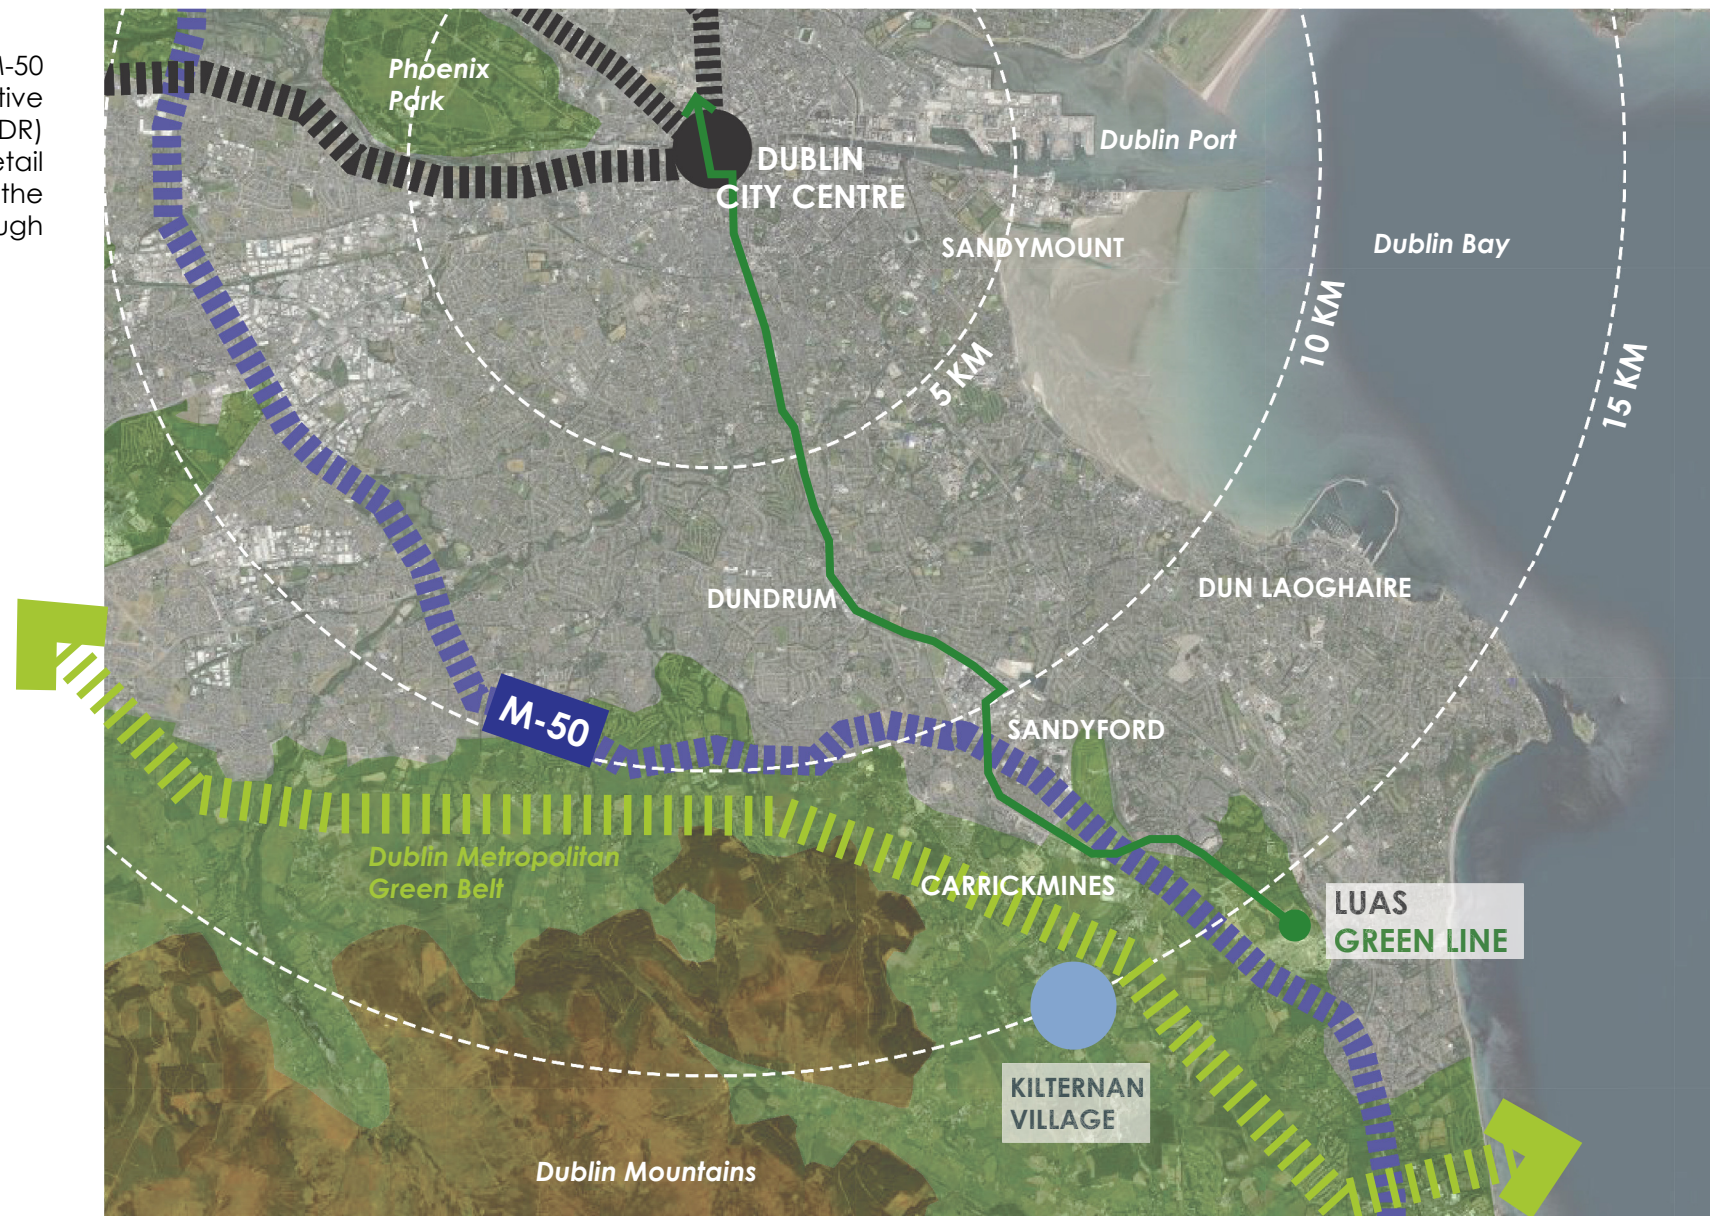 M-50
tive
DR)
etail
the
ough
Phoenix
Park
Dublin Port
DUBLIN
CITY CENTRE
SANDYMOUNT
Dublin Bay
10 KM
5 KM
15 KM
DUN LAOGHAIRE
DUNDRUM
M-50
SANDYFORD
Dublin Metropolitan
Green Belt
CARRICKMINES
LUAS
GREEN LINE
KILTERNAN
VILLAGE
Dublin Mountains